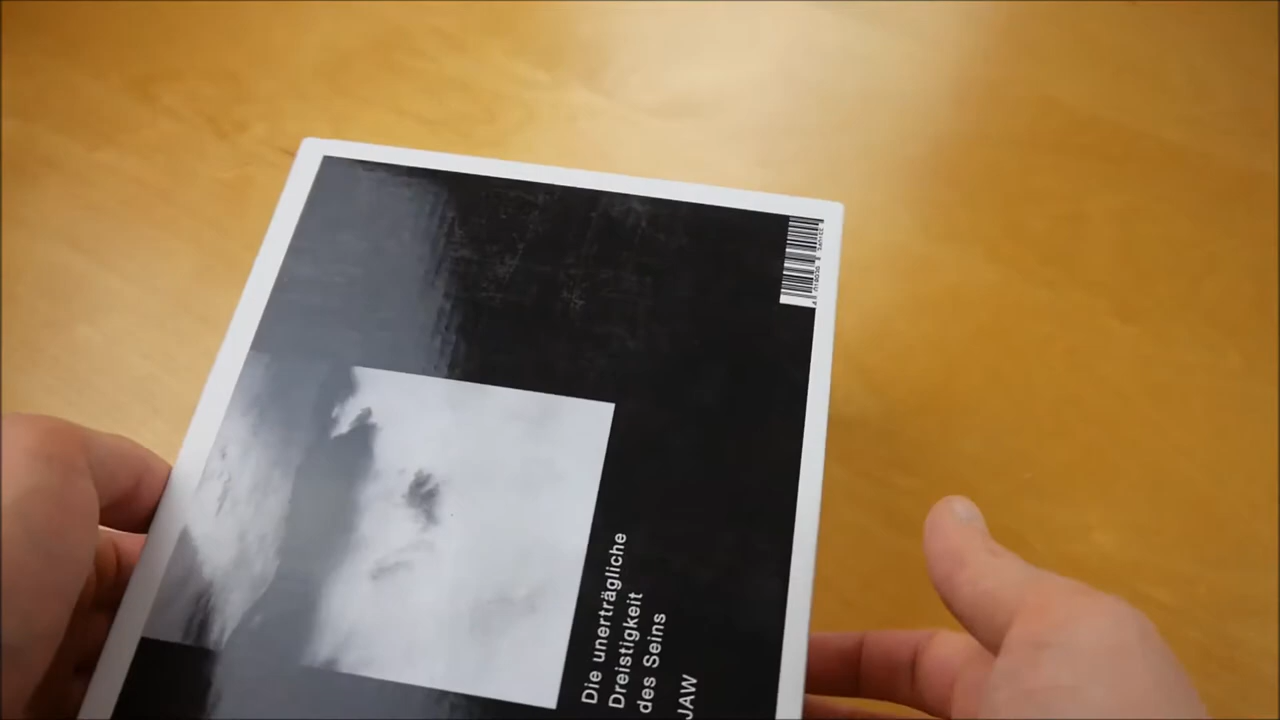 Die unerträgliche
Dreistigkeit
des Seins
JAW